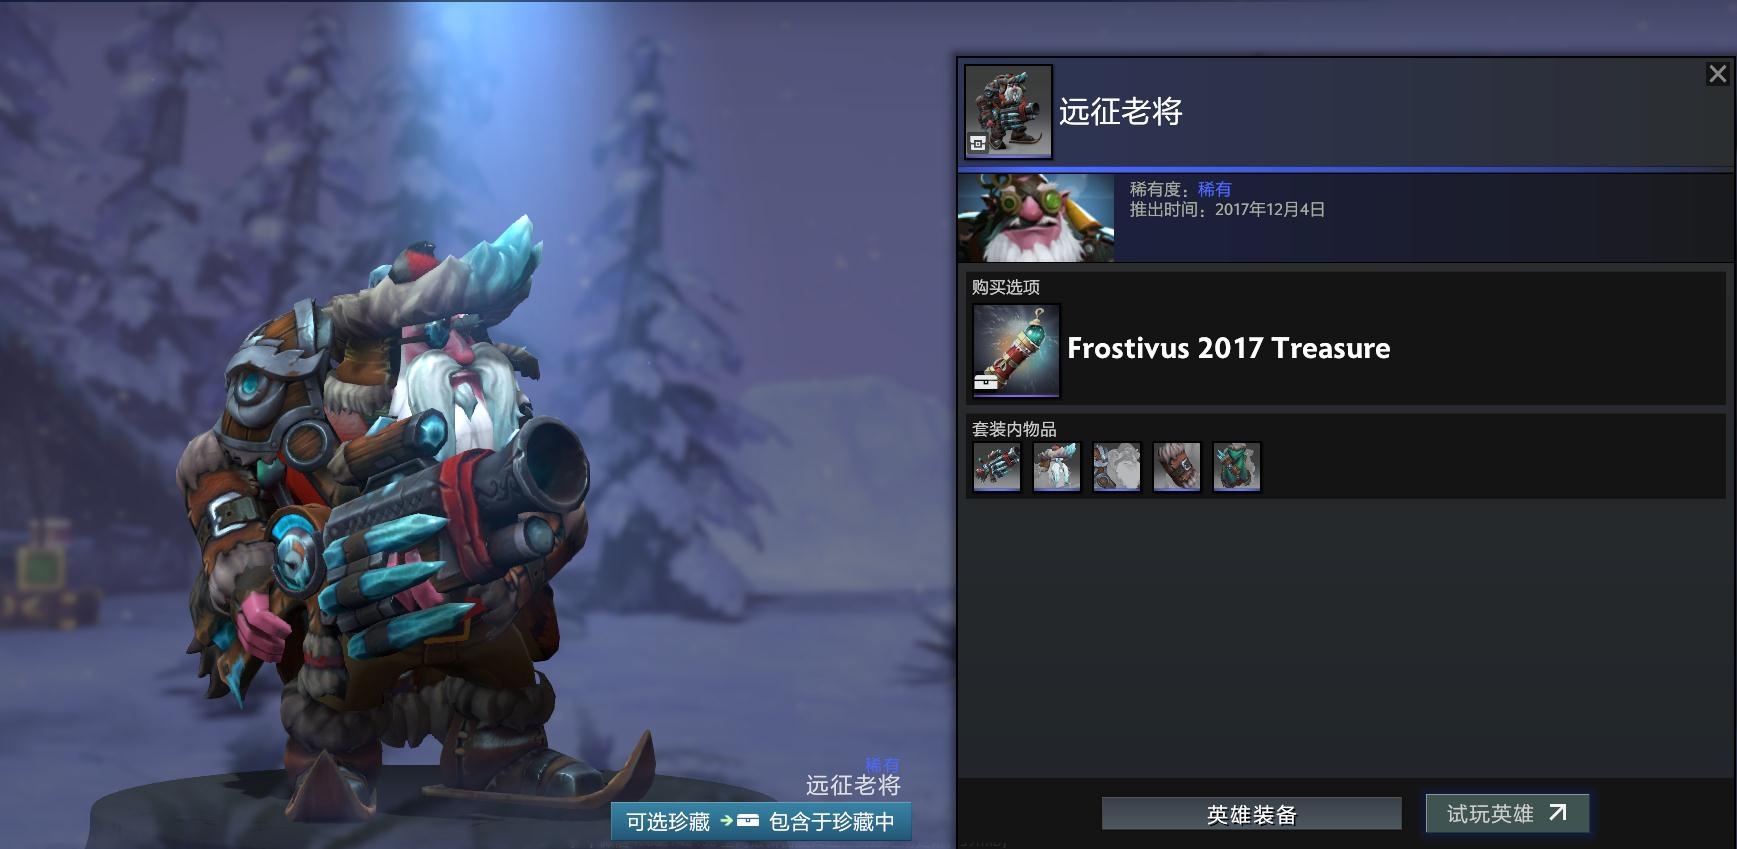 远征老将
稀有度：稀有
推出时间：2017年12月4日
购买选项
Frostivus 2017 Treasure
套装内物品
稀有
远征老将
可选珍藏 包含于珍藏中
英雄装备
试玩英雄